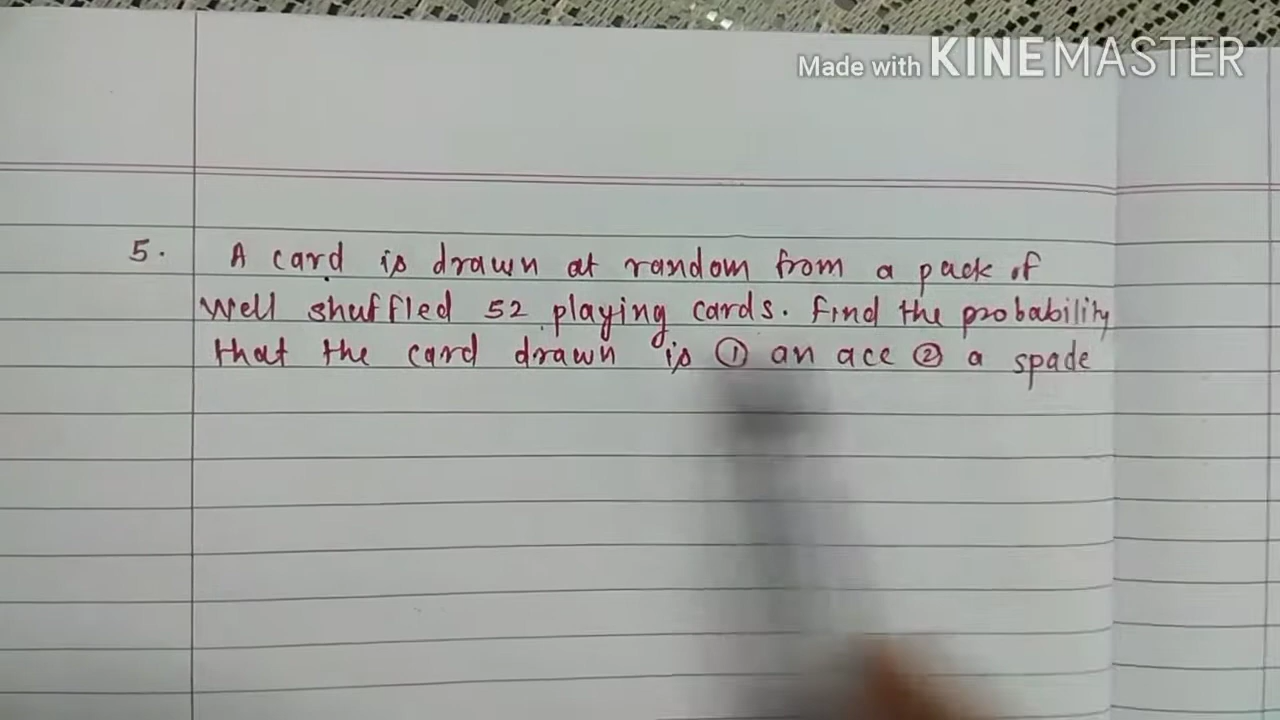 Made with KINEMASTER
5. A card is drawn at random from a pack of
well shuffled 52 playing cards. Find the probability
that the card drawn is ① an ace ② a spade